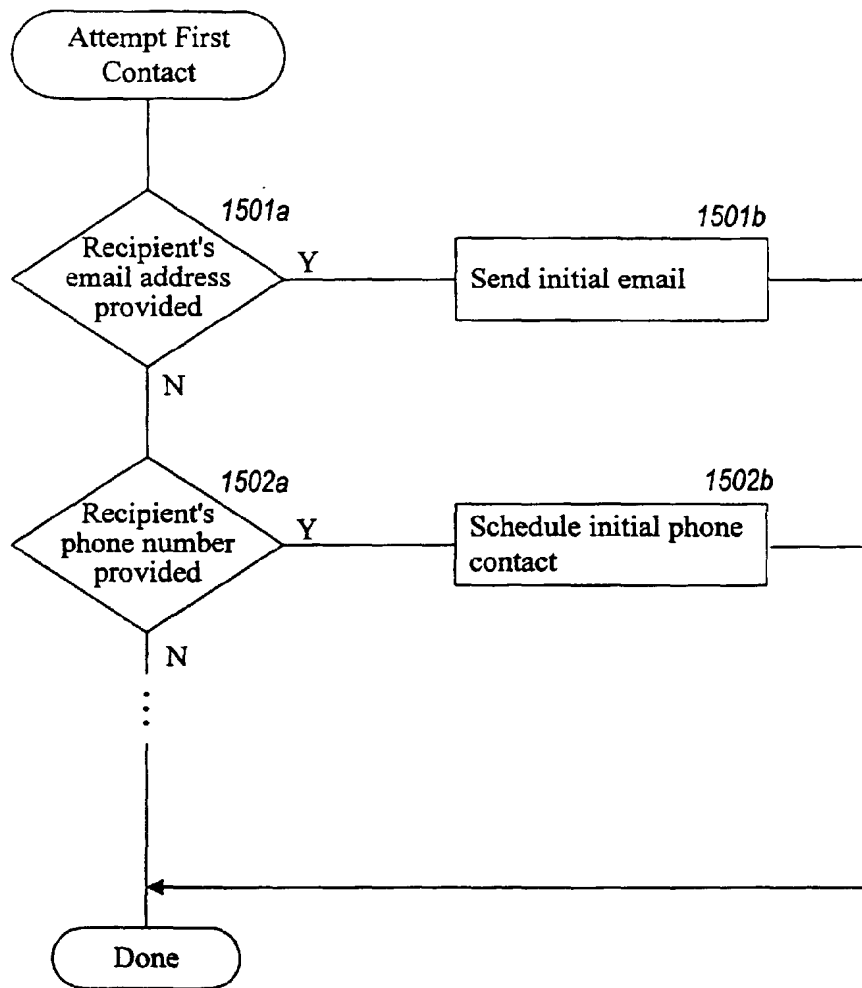 Attempt First
Contact
1501a
Recipient's
email address
provided
Y
N
1501b
Send initial email
1502a
Recipient's
phone number
provided
Y
N
1502b
Schedule initial phone
contact
Done